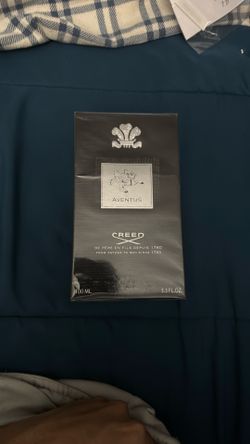 AVENTUS
CREED
DE PÈRE EN FILS DEPUIS 1760
FROM FATHER TO SON SINCE 1760
100 ML 3.3 FL.OZ.